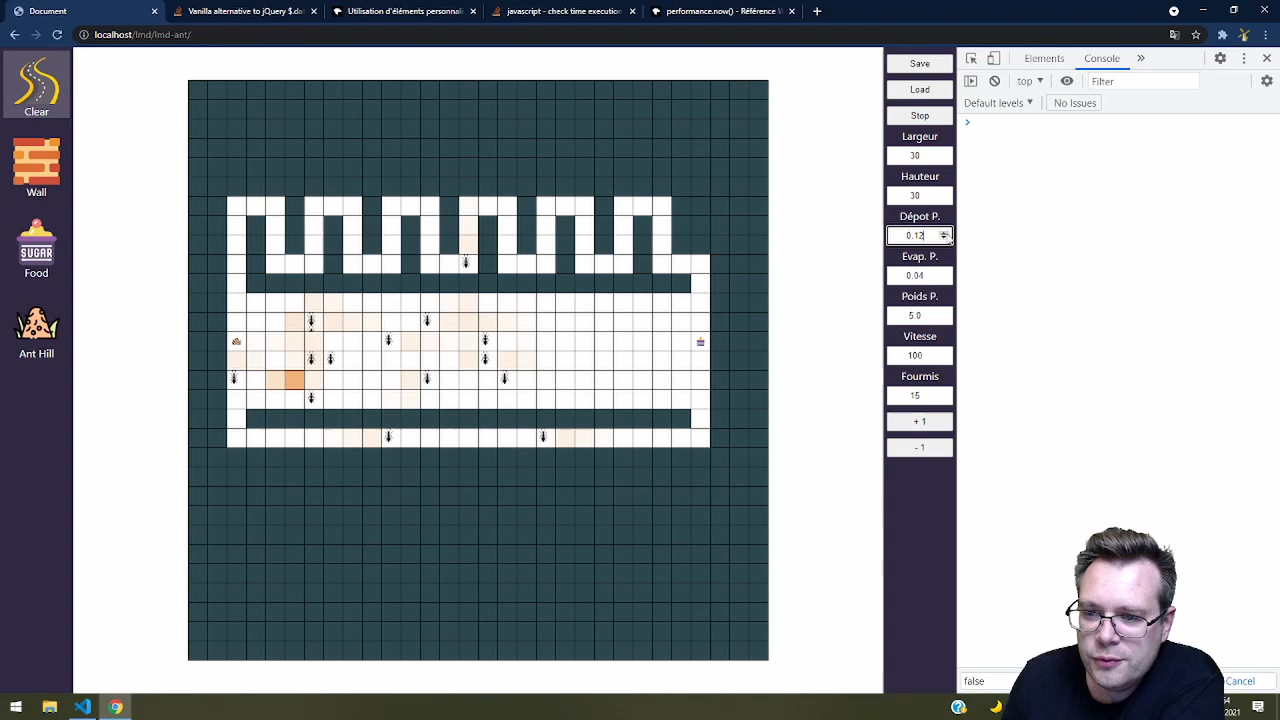 Document
Vanilla alternative to jQuery $.dat
Utilisation d'éléments personnali
javascript - check time execution
performance.now() - Référence W
localhost/lmd/lmd-ant/
Clear
Wall
SUGAR
Food
Ant Hill
Save
Load
Stop
Largeur
30
Hauteur
30
Dépot P.
0.12
Evap. P.
0.04
Poids P.
5.0
Vitesse
100
Fourmis
15
+ 1
- 1
Elements
Console
top
Filter
Default levels
No Issues
false
Cancel
2021